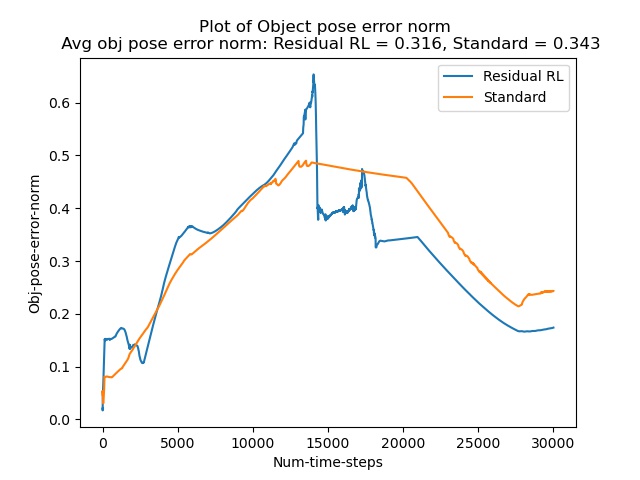 Plot of Object pose error norm
Avg obj pose error norm: Residual RL = 0.316, Standard = 0.343
Residual RL
Standard
Obj-pose-error-norm
0.6
0.5
0.4
0.3
0.2
0.1
0.0
0 5000 10000 15000 20000 25000 30000
Num-time-steps